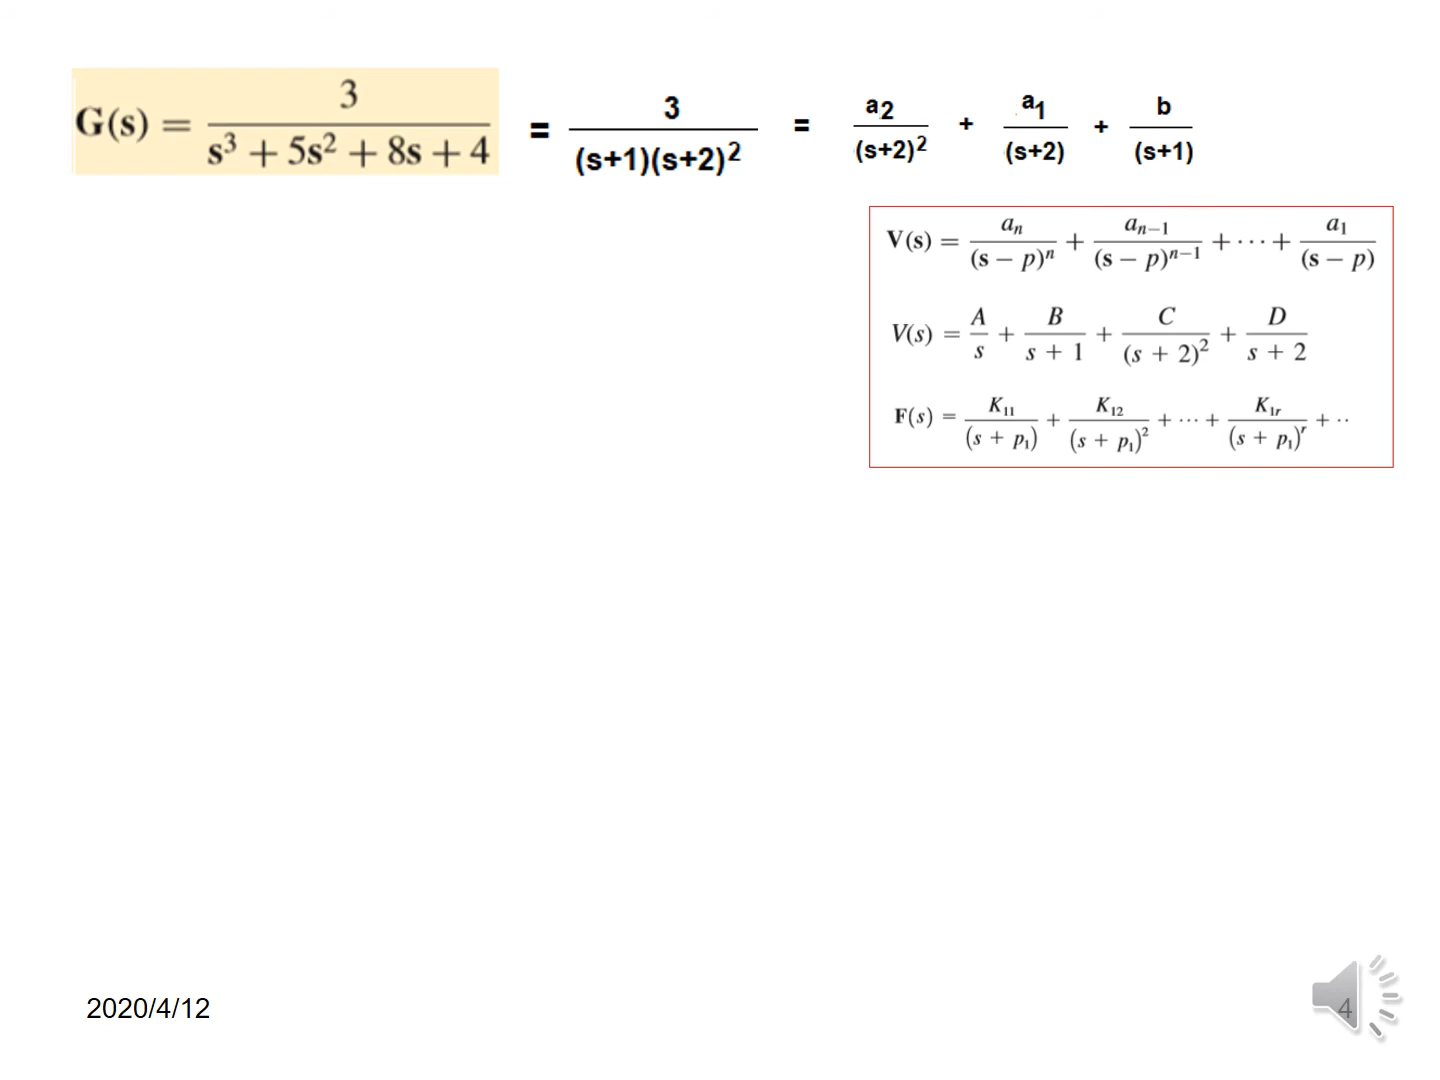 G(s) = 3 / (s³ + 5s² + 8s + 4) = 3 / ((s+1)(s+2)²) = a₂ / (s+2)² + a₁ / (s+2) + b / (s+1)
V(s) = aₙ / (s − p)ⁿ + aₙ₋₁ / (s − p)ⁿ⁻¹ + ⋯ + a₁ / (s − p)
V(s) = A / s + B / (s + 1) + C / (s + 2)² + D / (s + 2)
F(s) = K₁₁ / (s + p₁) + K₁₂ / (s + p₁)² + ⋯ + K₁ᵣ / (s + p₁)ʳ + ··
2020/4/12
4